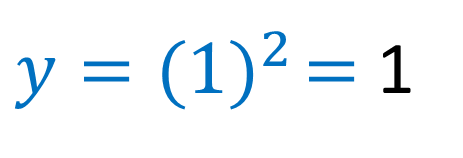 y = (1)² = 1